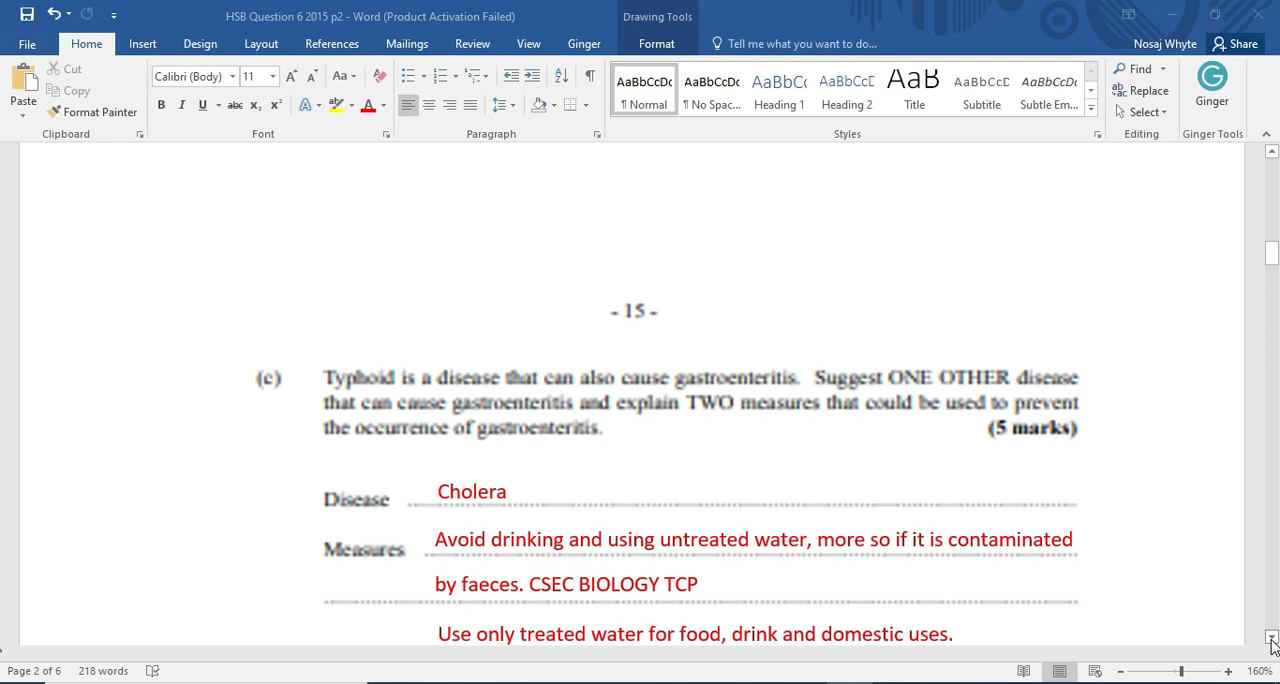 HSB Question 6 2015 p2 - Word (Product Activation Failed)
Drawing Tools
File Home Insert Design Layout References Mailings Review View Ginger Format Tell me what you want to do... Nosaj Whyte Share
Paste
Cut
Copy
Format Painter
Clipboard
Calibri (Body) 11
Font
Paragraph
AaBbCcDc AaBbCcDc AaBbCc AaBbCcD AaB AaBbCcD AaBbCcDc
¶ Normal ¶ No Spac... Heading 1 Heading 2 Title Subtitle Subtle Em...
Styles
Find
Replace
Select
Editing
Ginger
Ginger Tools
- 15 -
(c) Typhoid is a disease that can also cause gastroenteritis. Suggest ONE OTHER disease
that can cause gastroenteritis and explain TWO measures that could be used to prevent
the occurrence of gastroenteritis. (5 marks)
Disease Cholera
Measures Avoid drinking and using untreated water, more so if it is contaminated
by faeces. CSEC BIOLOGY TCP
Use only treated water for food, drink and domestic uses.
Page 2 of 6 218 words 160%